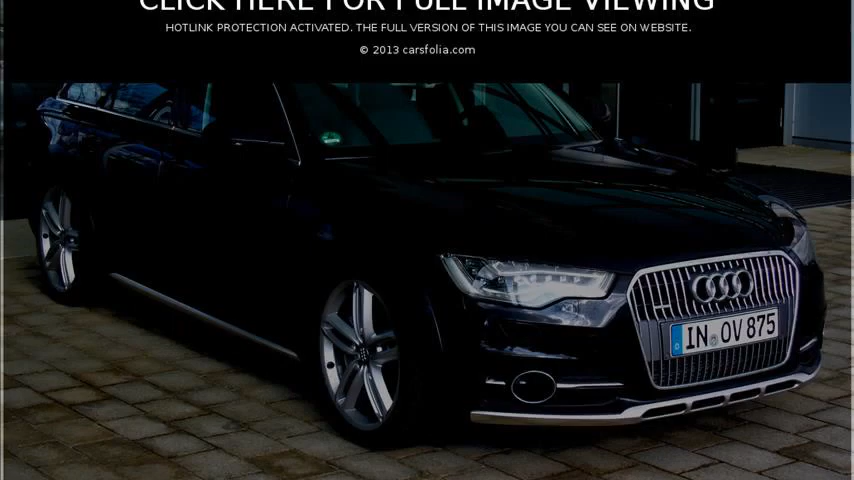 CLICK HERE FOR FULL IMAGE VIEWING
HOTLINK PROTECTION ACTIVATED. THE FULL VERSION OF THIS IMAGE YOU CAN SEE ON WEBSITE.
© 2013 carsfolia.com
IN OV 875